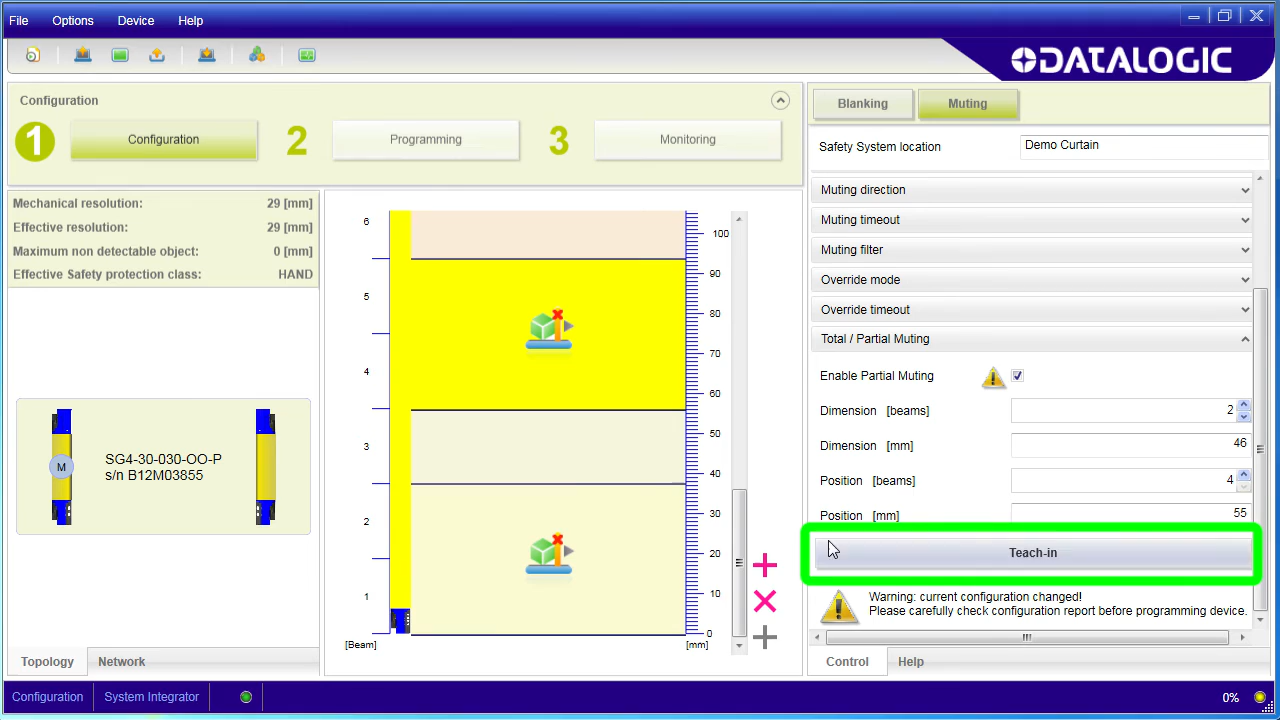 File Options Device Help
DATALOGIC
Configuration
1 Configuration 2 Programming 3 Monitoring
Mechanical resolution: 29 [mm]
Effective resolution: 29 [mm]
Maximum non detectable object: 0 [mm]
Effective Safety protection class: HAND
M
SG4-30-030-OO-P
s/n B12M03855
Topology Network
6
5
4
3
2
1
[Beam]
100
90
80
70
60
50
40
30
20
10
0
[mm]
Blanking Muting
Safety System location Demo Curtain
Muting direction
Muting timeout
Muting filter
Override mode
Override timeout
Total / Partial Muting
Enable Partial Muting
Dimension [beams] 2
Dimension [mm] 46
Position [beams] 4
Position [mm] 55
Teach-in
Warning: current configuration changed!
Please carefully check configuration report before programming device.
Control Help
Configuration System Integrator 0%